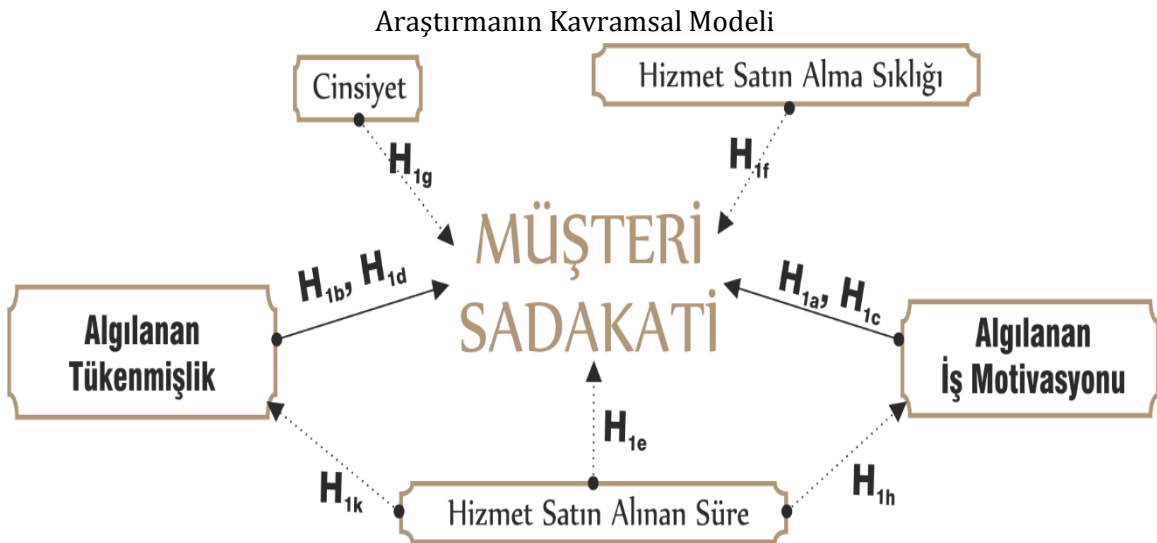 Araştırmanın Kavramsal Modeli
Cinsiyet
Hizmet Satın Alma Sıklığı
H1g
H1f
MÜŞTERİ
SADAKATİ
H1b, H1d
H1a, H1c
Algılanan
Tükenmişlik
Algılanan
İş Motivasyonu
H1e
H1k
H1h
Hizmet Satın Alınan Süre